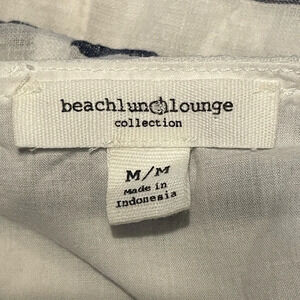 beachlunchlounge
collection
M/M
Made in
Indonesia